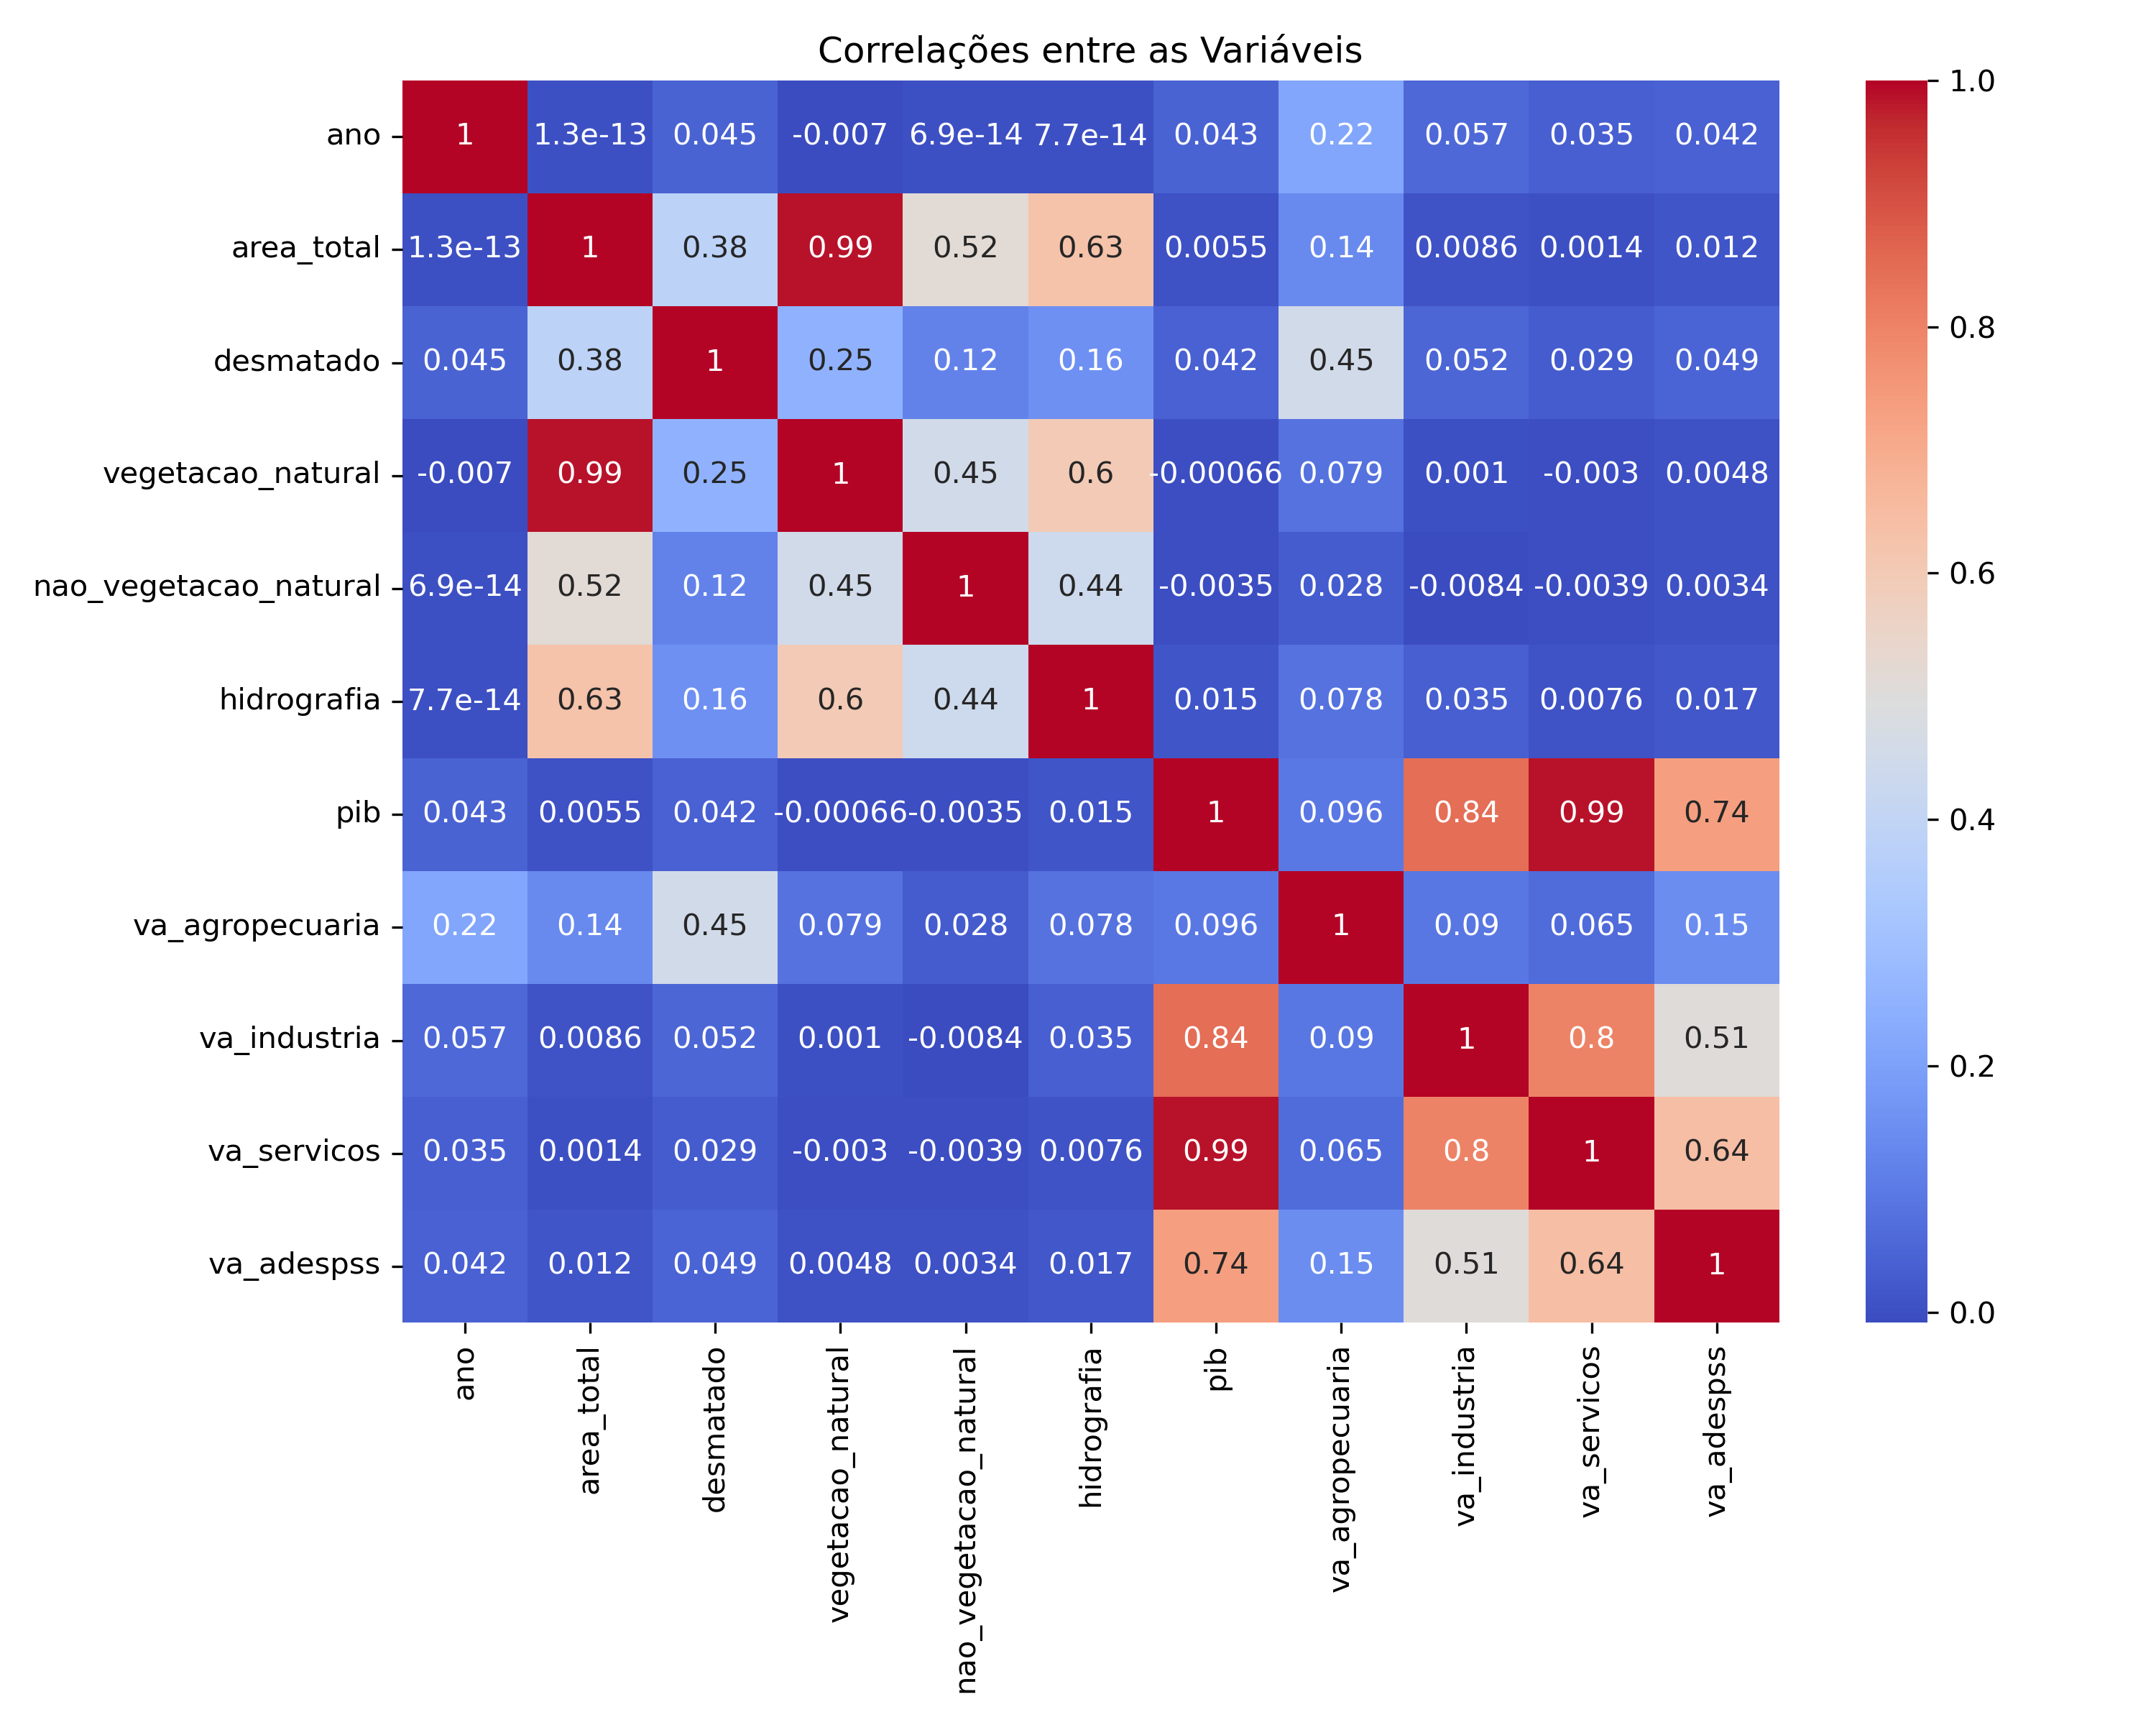 Correlações entre as Variáveis
ano 1 1.3e-13 0.045 -0.007 6.9e-14 7.7e-14 0.043 0.22 0.057 0.035 0.042
area_total 1.3e-13 1 0.38 0.99 0.52 0.63 0.0055 0.14 0.0086 0.0014 0.012
desmatado 0.045 0.38 1 0.25 0.12 0.16 0.042 0.45 0.052 0.029 0.049
vegetacao_natural -0.007 0.99 0.25 1 0.45 0.6 -0.00066 0.079 0.001 -0.003 0.0048
nao_vegetacao_natural 6.9e-14 0.52 0.12 0.45 1 0.44 -0.0035 0.028 -0.0084 -0.0039 0.0034
hidrografia 7.7e-14 0.63 0.16 0.6 0.44 1 0.015 0.078 0.035 0.0076 0.017
pib 0.043 0.0055 0.042 -0.00066 -0.0035 0.015 1 0.096 0.84 0.99 0.74
va_agropecuaria 0.22 0.14 0.45 0.079 0.028 0.078 0.096 1 0.09 0.065 0.15
va_industria 0.057 0.0086 0.052 0.001 -0.0084 0.035 0.84 0.09 1 0.8 0.51
va_servicos 0.035 0.0014 0.029 -0.003 -0.0039 0.0076 0.99 0.065 0.8 1 0.64
va_adespss 0.042 0.012 0.049 0.0048 0.0034 0.017 0.74 0.15 0.51 0.64 1
ano
area_total
desmatado
vegetacao_natural
nao_vegetacao_natural
hidrografia
pib
va_agropecuaria
va_industria
va_servicos
va_adespss
1.0
0.8
0.6
0.4
0.2
0.0